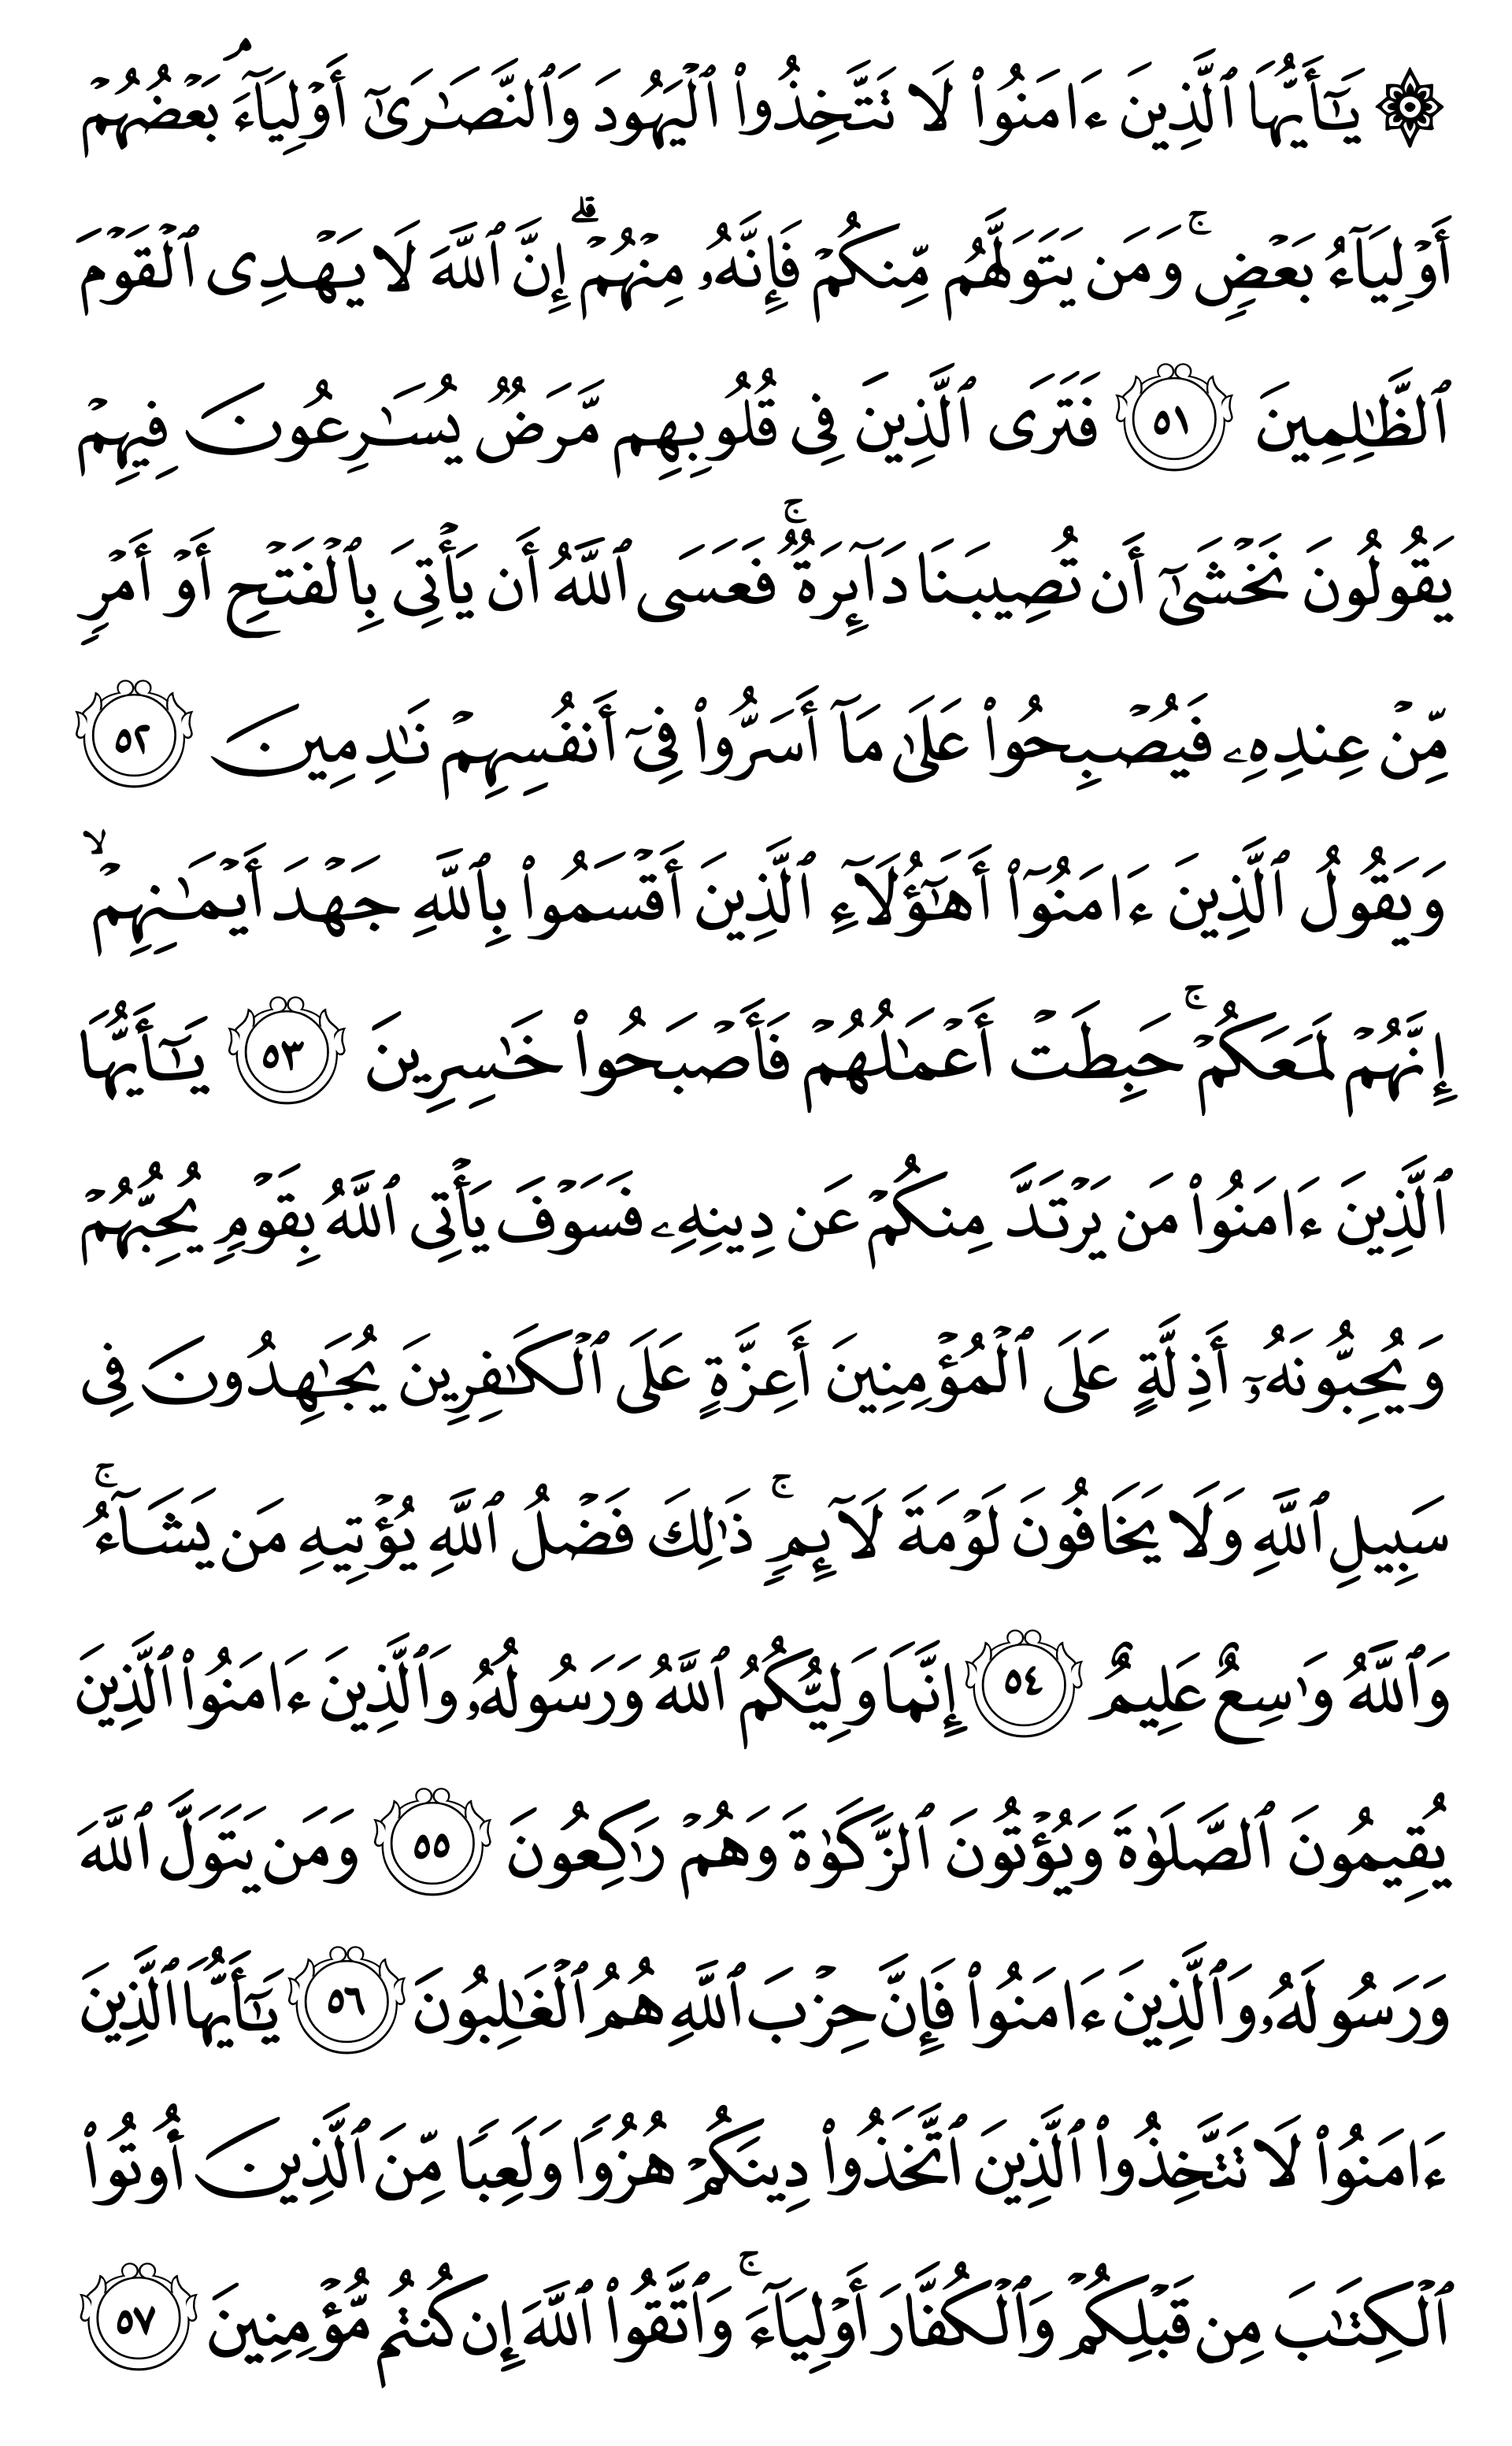 ۞ يَٰٓأَيُّهَا ٱلَّذِينَ ءَامَنُوا۟ لَا تَتَّخِذُوا۟ ٱلْيَهُودَ وَٱلنَّصَٰرَىٰٓ أَوْلِيَآءَ ۘ بَعْضُهُمْ
أَوْلِيَآءُ بَعْضٍ ۚ وَمَن يَتَوَلَّهُم مِّنكُمْ فَإِنَّهُۥ مِنْهُمْ ۗ إِنَّ ٱللَّهَ لَا يَهْدِى ٱلْقَوْمَ
ٱلظَّٰلِمِينَ ٥١ فَتَرَى ٱلَّذِينَ فِى قُلُوبِهِم مَّرَضٌ يُسَٰرِعُونَ فِيهِمْ
يَقُولُونَ نَخْشَىٰٓ أَن تُصِيبَنَا دَآئِرَةٌ ۚ فَعَسَى ٱللَّهُ أَن يَأْتِىَ بِٱلْفَتْحِ أَوْ أَمْرٍ
مِّنْ عِندِهِۦ فَيُصْبِحُوا۟ عَلَىٰ مَآ أَسَرُّوا۟ فِىٓ أَنفُسِهِمْ نَٰدِمِينَ ٥٢
وَيَقُولُ ٱلَّذِينَ ءَامَنُوٓا۟ أَهَٰٓؤُلَآءِ ٱلَّذِينَ أَقْسَمُوا۟ بِٱللَّهِ جَهْدَ أَيْمَٰنِهِمْ ۙ
إِنَّهُمْ لَمَعَكُمْ ۚ حَبِطَتْ أَعْمَٰلُهُمْ فَأَصْبَحُوا۟ خَٰسِرِينَ ٥٣ يَٰٓأَيُّهَا
ٱلَّذِينَ ءَامَنُوا۟ مَن يَرْتَدَّ مِنكُمْ عَن دِينِهِۦ فَسَوْفَ يَأْتِى ٱللَّهُ بِقَوْمٍ يُحِبُّهُمْ
وَيُحِبُّونَهُۥٓ أَذِلَّةٍ عَلَى ٱلْمُؤْمِنِينَ أَعِزَّةٍ عَلَى ٱلْكَٰفِرِينَ يُجَٰهِدُونَ فِى
سَبِيلِ ٱللَّهِ وَلَا يَخَافُونَ لَوْمَةَ لَآئِمٍ ۚ ذَٰلِكَ فَضْلُ ٱللَّهِ يُؤْتِيهِ مَن يَشَآءُ ۚ
وَٱللَّهُ وَٰسِعٌ عَلِيمٌ ٥٤ إِنَّمَا وَلِيُّكُمُ ٱللَّهُ وَرَسُولُهُۥ وَٱلَّذِينَ ءَامَنُوا۟ ٱلَّذِينَ
يُقِيمُونَ ٱلصَّلَوٰةَ وَيُؤْتُونَ ٱلزَّكَوٰةَ وَهُمْ رَٰكِعُونَ ٥٥ وَمَن يَتَوَلَّ ٱللَّهَ
وَرَسُولَهُۥ وَٱلَّذِينَ ءَامَنُوا۟ فَإِنَّ حِزْبَ ٱللَّهِ هُمُ ٱلْغَٰلِبُونَ ٥٦ يَٰٓأَيُّهَا ٱلَّذِينَ
ءَامَنُوا۟ لَا تَتَّخِذُوا۟ ٱلَّذِينَ ٱتَّخَذُوا۟ دِينَكُمْ هُزُوًا وَلَعِبًا مِّنَ ٱلَّذِينَ أُوتُوا۟
ٱلْكِتَٰبَ مِن قَبْلِكُمْ وَٱلْكُفَّارَ أَوْلِيَآءَ ۚ وَٱتَّقُوا۟ ٱللَّهَ إِن كُنتُم مُّؤْمِنِينَ ٥٧